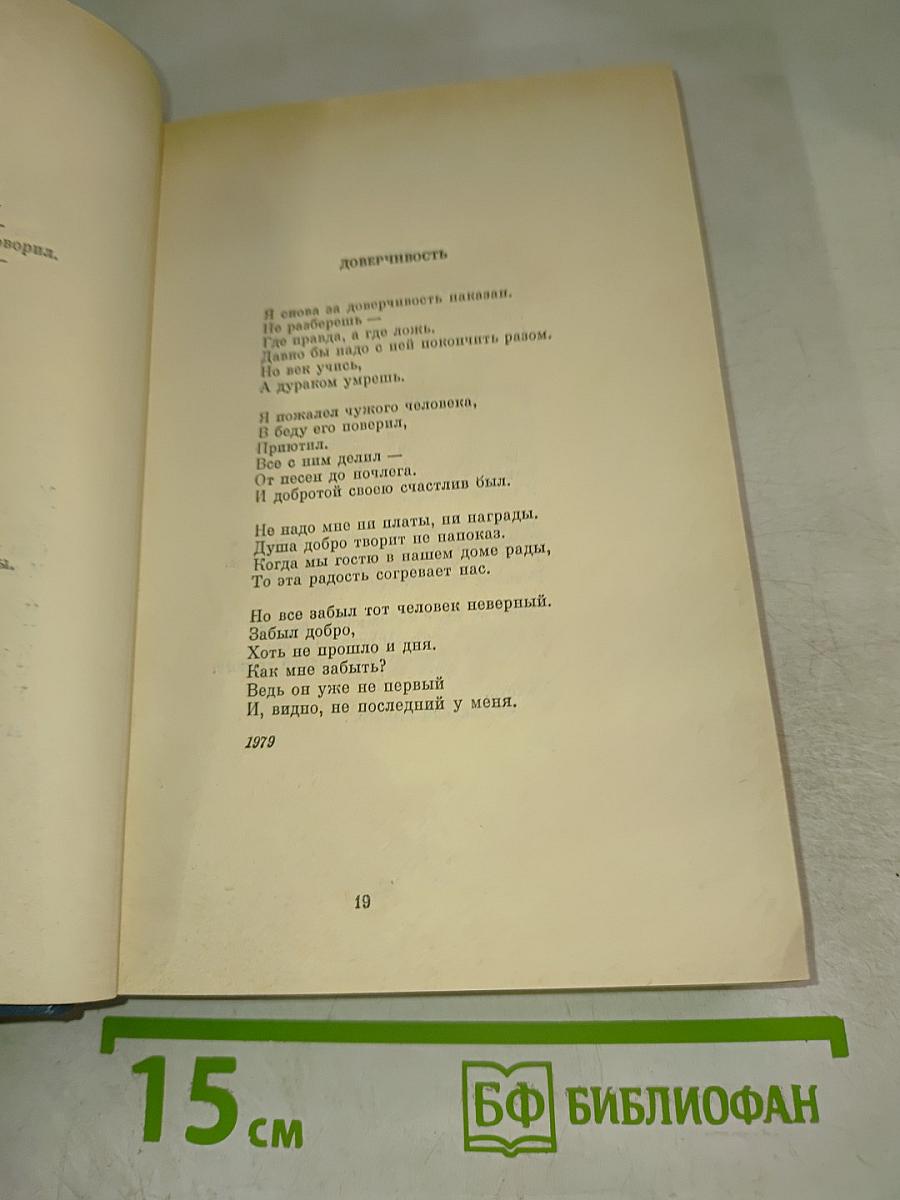 оворил.
ы.
ДОВЕРЧИВОСТЬ
Я снова за доверчивость наказан.
Не разберешь —
Где правда, а где ложь.
Давно бы надо с ней покончить разом.
Но век учись,
А дураком умрешь.
Я пожалел чужого человека,
В беду его поверил,
Приютил.
Все с ним делил —
От песен до ночлега.
И добротой своею счастлив был.
Не надо мне ни платы, ни награды.
Душа добро творит не напоказ.
Когда мы гостю в нашем доме рады,
То эта радость согревает нас.
Но все забыл тот человек неверный.
Забыл добро,
Хоть не прошло и дня.
Как мне забыть?
Ведь он уже не первый
И, видно, не последний у меня.
1979
19
15 см
БФ БИБЛИОФАН